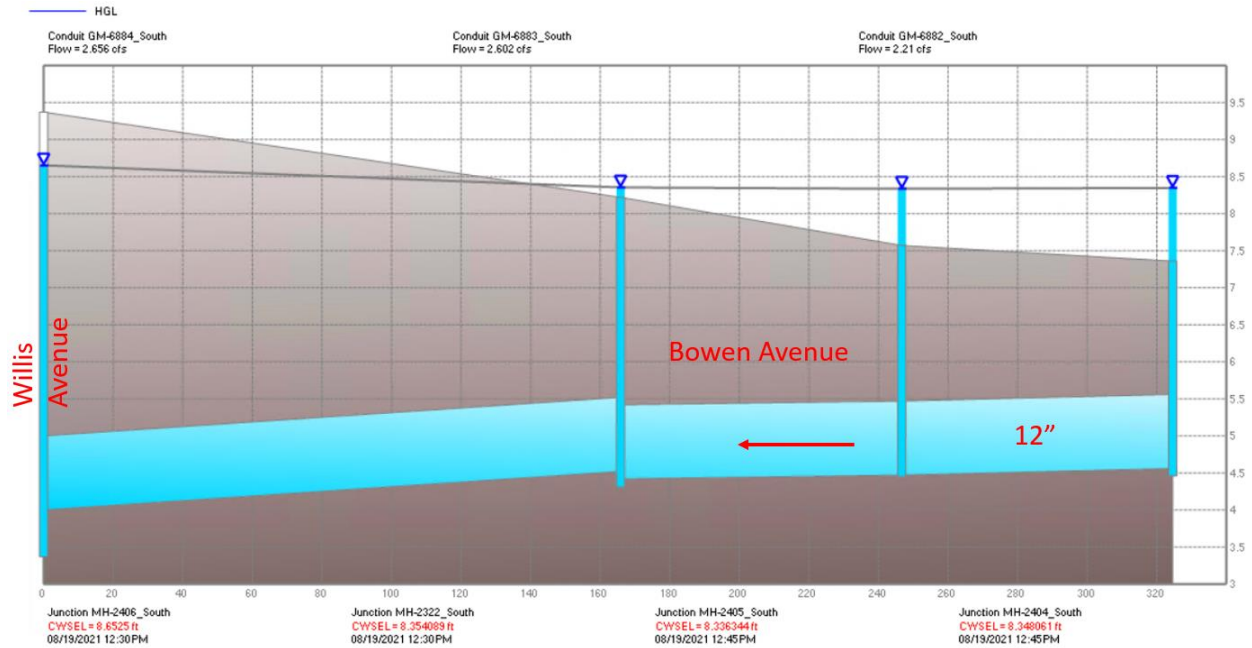 HGL
Conduit GM-6884_South
Flow = 2.656 cfs
Conduit GM-6883_South
Flow = 2.602 cfs
Conduit GM-6882_South
Flow = 2.21 cfs
9.5
9
8.5
8
7.5
7
6.5
6
5.5
5
4.5
4
3.5
3
Willis
Avenue
Bowen Avenue
12”
0
20
40
60
80
100
120
140
160
180
200
220
240
260
280
300
320
Junction MH-2406_South
CWSEL = 8.6525 ft
08/19/2021 12:30PM
Junction MH-2322_South
CWSEL = 8.354089 ft
08/19/2021 12:30PM
Junction MH-2405_South
CWSEL = 8.336344 ft
08/19/2021 12:45PM
Junction MH-2404_South
CWSEL = 8.348061 ft
08/19/2021 12:45PM